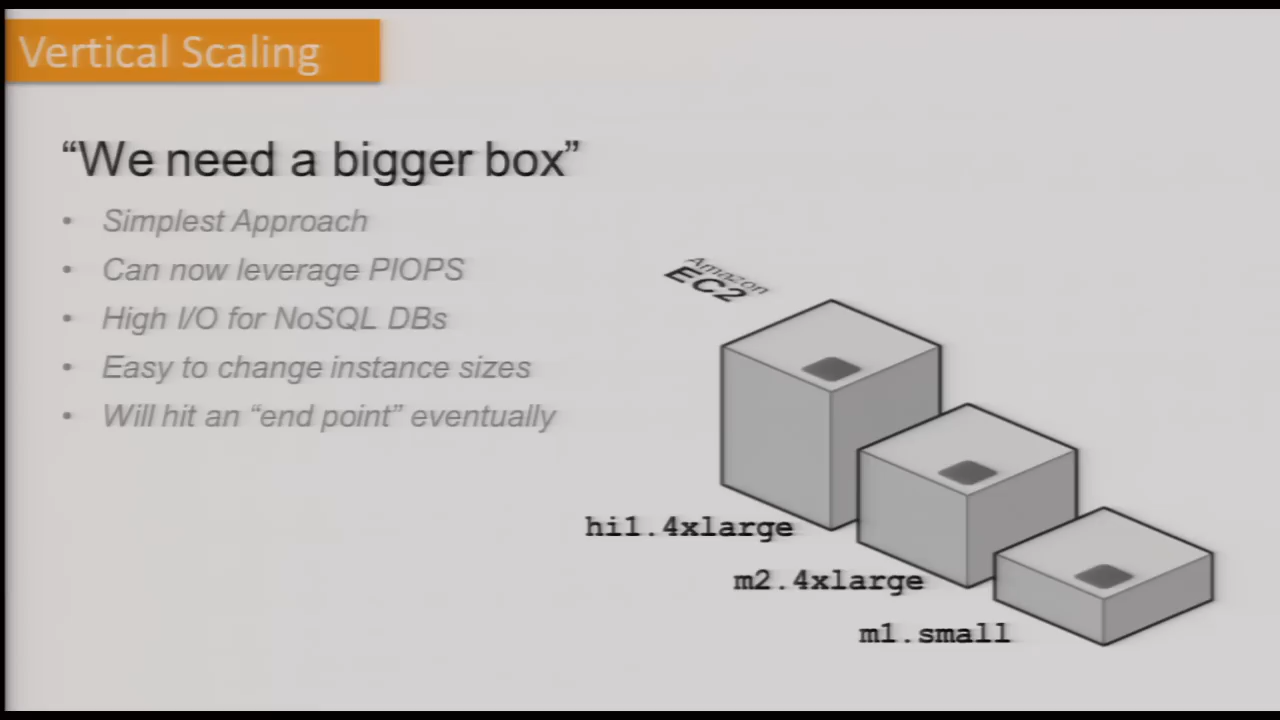 Vertical Scaling
“We need a bigger box”
• Simplest Approach
• Can now leverage PIOPS
• High I/O for NoSQL DBs
• Easy to change instance sizes
• Will hit an “end point” eventually
Amazon
EC2
hi1.4xlarge
m2.4xlarge
m1.small